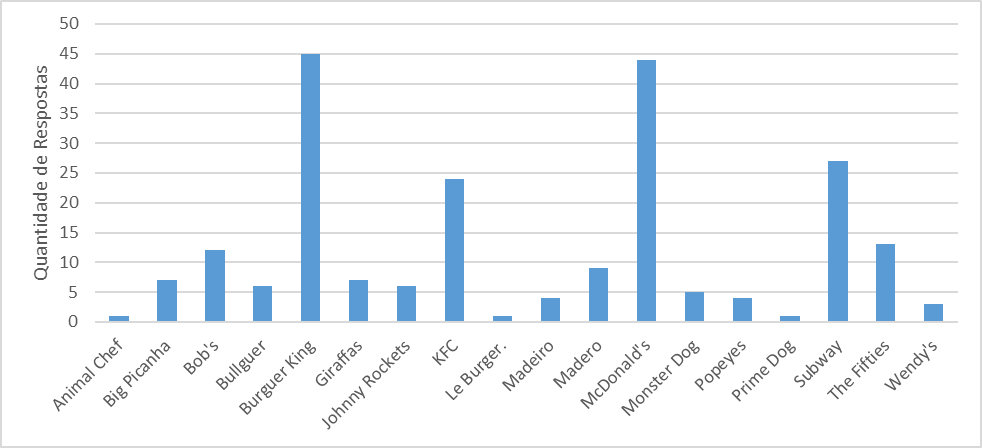 Quantidade de Respostas
50
45
40
35
30
25
20
15
10
5
0
Animal Chef
Big Picanha
Bob's
Bullguer
Burguer King
Giraffas
Johnny Rockets
KFC
Le Burger.
Madeiro
Madero
McDonald's
Monster Dog
Popeyes
Prime Dog
Subway
The Fifties
Wendy's